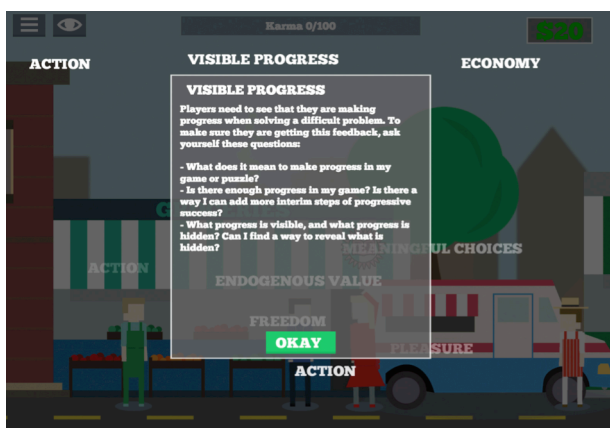 Karma 0/100
$20
ACTION
VISIBLE PROGRESS
ECONOMY
VISIBLE PROGRESS
Players need to see that they are making
progress when solving a difficult problem. To
make sure they are getting this feedback, ask
yourself these questions:
- What does it mean to make progress in my
game or puzzle?
- Is there enough progress in my game? Is there a
way I can add more interim steps of progressive
success?
- What progress is visible, and what progress is
hidden? Can I find a way to reveal what is
hidden?
MEANINGFUL CHOICES
ACTION
ENDOGENOUS VALUE
FREEDOM
OKAY
PLEASURE
ACTION